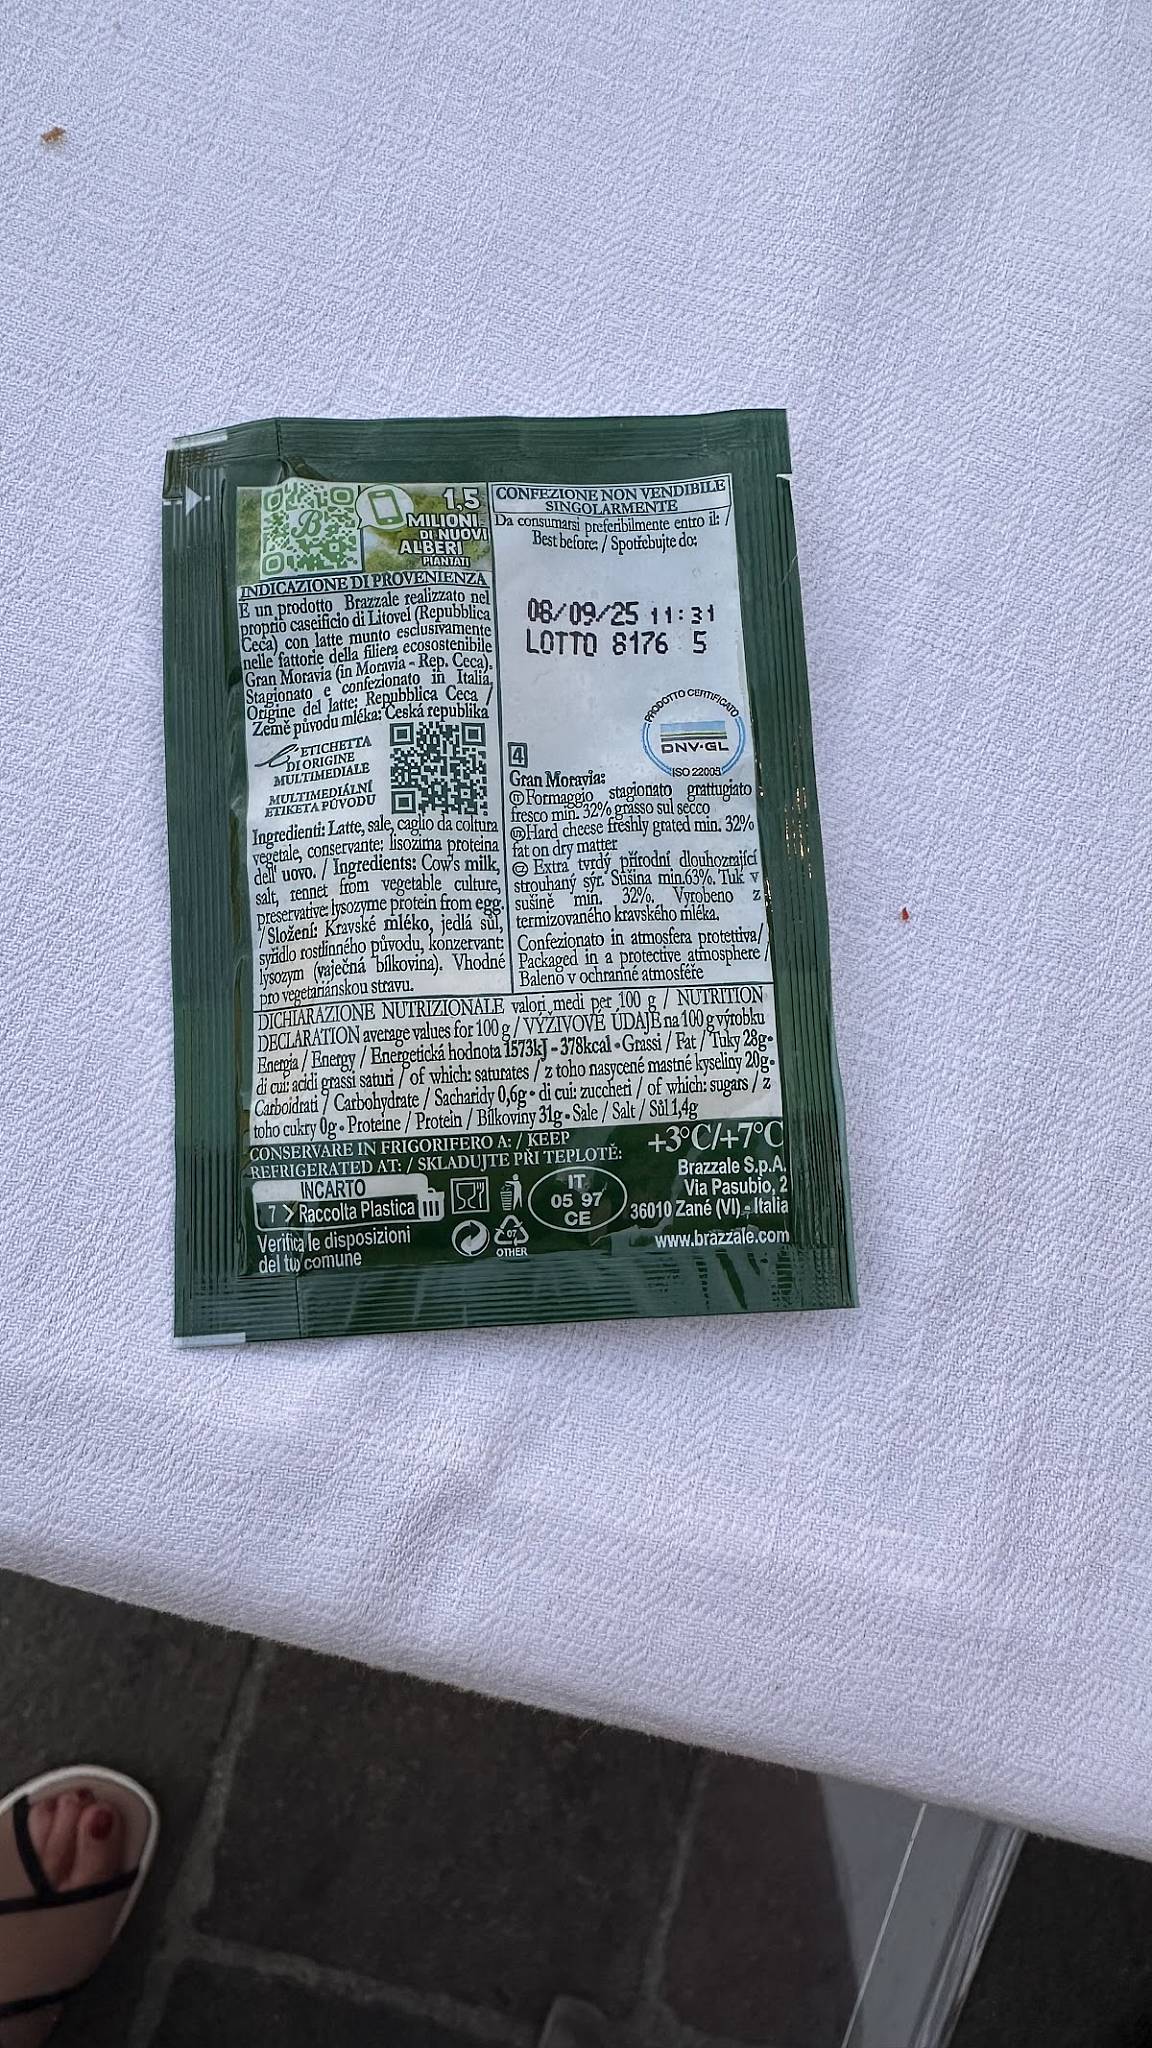 1,5
MILIONI
DI NUOVI
ALBERI
PIANTATI
INDICAZIONE DI PROVENIENZA
È un prodotto Brazzale realizzato nel
proprio caseificio di Litovel (Repubblica
Ceca) con latte munto esclusivamente
nelle fattorie della filiera ecosostenibile
Gran Moravia (in Moravia - Rep. Ceca).
Stagionato e confezionato in Italia.
Origine del latte: Repubblica Ceca /
Země původu mléka: Česká republika
ETICHETTA
DI ORIGINE
MULTIMEDIALE
MULTIMEDIÁLNÍ
ETIKETA PŮVODU
Ingredienti: Latte, sale, caglio da coltura
vegetale, conservante: lisozima proteina
dell' uovo. / Ingredients: Cow's milk,
salt, rennet from vegetable culture,
preservative: lysozyme protein from egg.
/ Složení: Kravské mléko, jedlá sůl,
syřidlo rostlinného původu, konzervant:
lysozym (vaječná bílkovina). Vhodné
pro vegetariánskou stravu.
CONFEZIONE NON VENDIBILE
SINGOLARMENTE
Da consumarsi preferibilmente entro il: /
Best before: / Spotřebujte do:
08/09/25 11:31
LOTTO 8176 5
PRODOTTO CERTIFICATO
DNV·GL
ISO 22005
4
Gran Moravia:
IT Formaggio stagionato grattugiato
fresco min. 32% grasso sul secco
EN Hard cheese freshly grated min. 32%
fat on dry matter
CZ Extra tvrdý přírodní dlouhozrající
strouhaný sýr. Sušina min.63%. Tuk v
sušině min. 32%. Vyrobeno z
termizovaného kravského mléka.
Confezionato in atmosfera protettiva/
Packaged in a protective atmosphere /
Baleno v ochranné atmosféře
DICHIARAZIONE NUTRIZIONALE valori medi per 100 g / NUTRITION
DECLARATION average values for 100 g / VÝŽIVOVÉ ÚDAJE na 100 g výrobku
Energia / Energy / Energetická hodnota 1573kJ - 378kcal • Grassi / Fat / Tuky 28g•
di cui: acidi grassi saturi / of which: saturates / z toho nasycené mastné kyseliny 20g•
Carboidrati / Carbohydrate / Sacharidy 0,6g • di cui: zuccheri / of which: sugars / z
toho cukry 0g • Proteine / Protein / Bílkoviny 31g • Sale / Salt / Sůl 1,4g
CONSERVARE IN FRIGORIFERO A: / KEEP
REFRIGERATED AT: / SKLADUJTE PŘI TEPLOTĚ:
+3°C/+7°C
INCARTO
7 > Raccolta Plastica
Verifica le disposizioni
del tuo comune
07
OTHER
IT
05 97
CE
Brazzale S.p.A.
Via Pasubio, 2
36010 Zané (VI) - Italia
www.brazzale.com